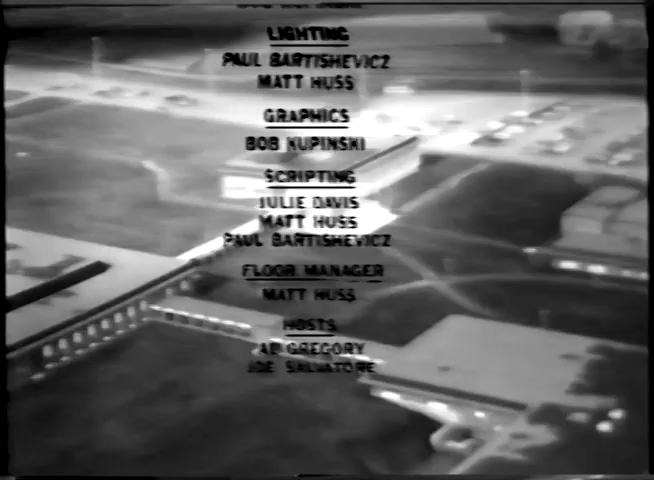 LIGHTING
PAUL BARTISHEVICZ
MATT HUSS
GRAPHICS
BOB KUPINSKI
SCRIPTING
JULIE DAVIS
MATT HUSS
PAUL BARTISHEVICZ
FLOOR MANAGER
MATT HUSS
HOSTS
AL GREGORY
JOE SALVATORE